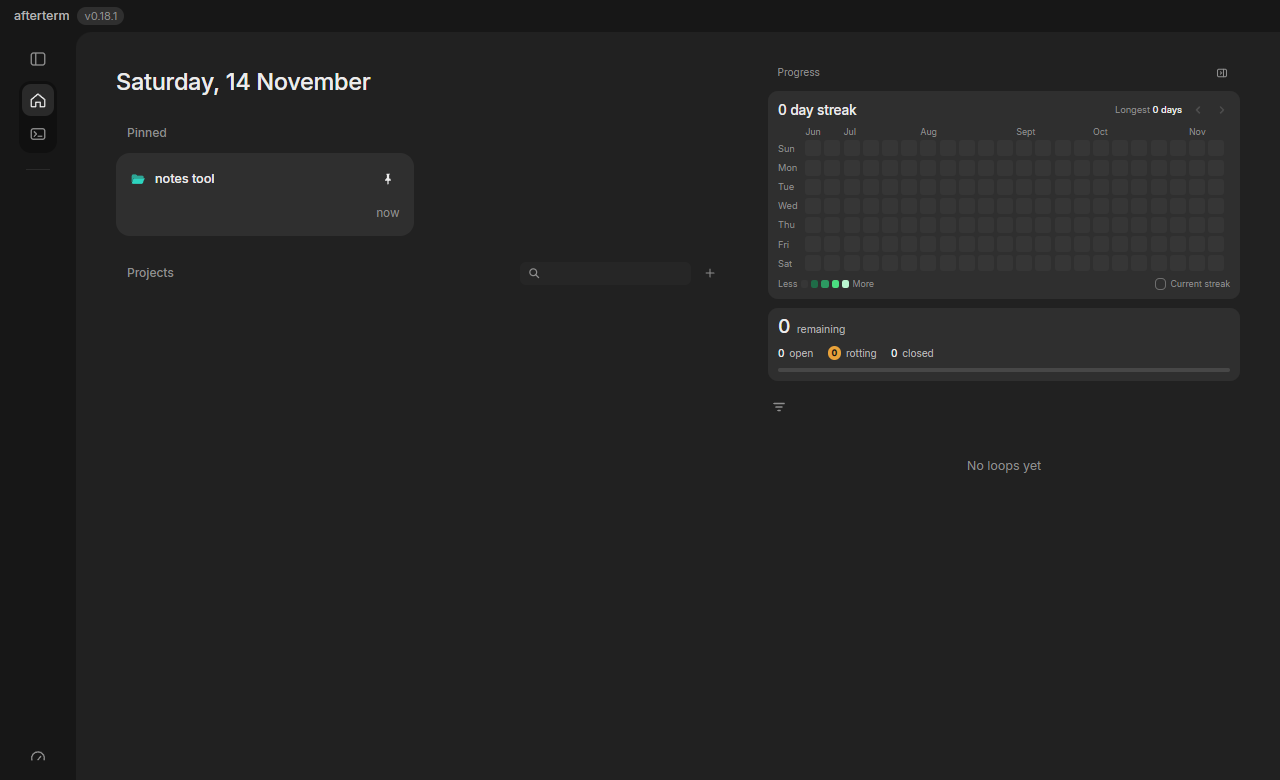 afterterm v0.18.1
Saturday, 14 November
Pinned
notes tool
now
Projects
Progress
0 day streak
Longest 0 days
Jun Jul Aug Sept Oct Nov
Sun
Mon
Tue
Wed
Thu
Fri
Sat
Less More
Current streak
0 remaining
0 open 0 rotting 0 closed
No loops yet